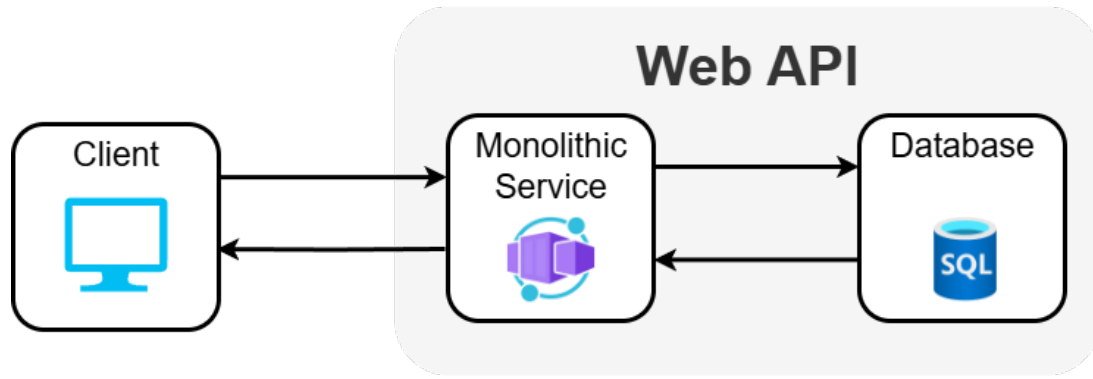 Web API
Client
Monolithic
Service
Database
SQL